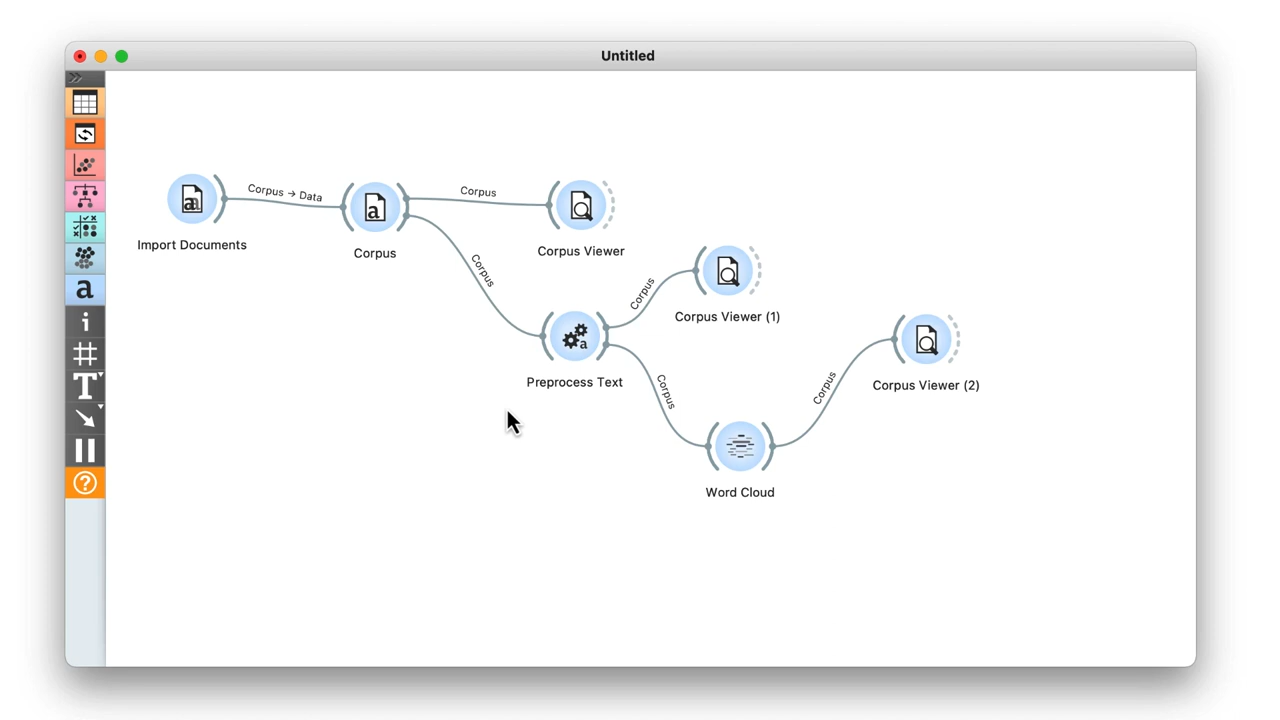 Untitled
Corpus → Data
Corpus
Import Documents
Corpus
Corpus Viewer
Corpus
Corpus
Corpus Viewer (1)
Preprocess Text
Corpus
Corpus
Corpus Viewer (2)
Word Cloud
a
i
T
?